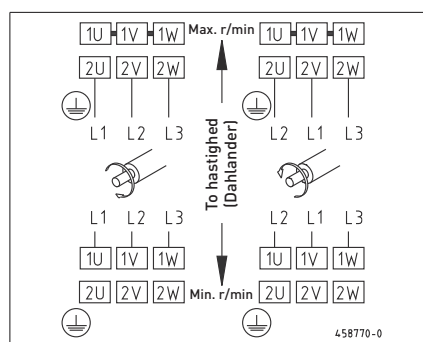 1U 1V 1W Max. r/min 1U 1V 1W
2U 2V 2W 2U 2V 2W
L1 L2 L3 L2 L1 L3
To hastighed
(Dahlander)
L1 L2 L3 L2 L1 L3
1U 1V 1W 1U 1V 1W
2U 2V 2W Min. r/min 2U 2V 2W
458770-0